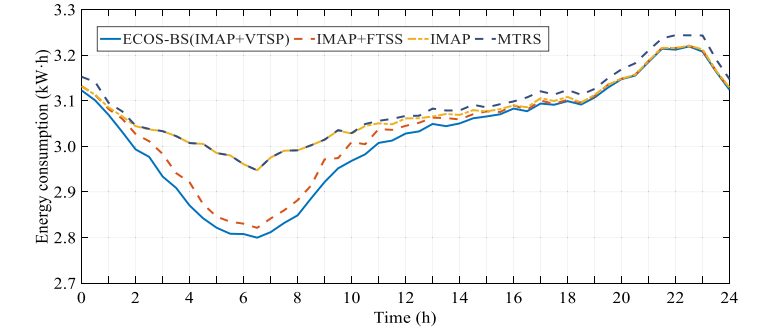 3.3
ECOS-BS(IMAP+VTSP) IMAP+FTSS IMAP MTRS
3.2
3.1
3.0
2.9
2.8
2.7
Energy consumption (kW·h)
0 2 4 6 8 10 12 14 16 18 20 22 24
Time (h)